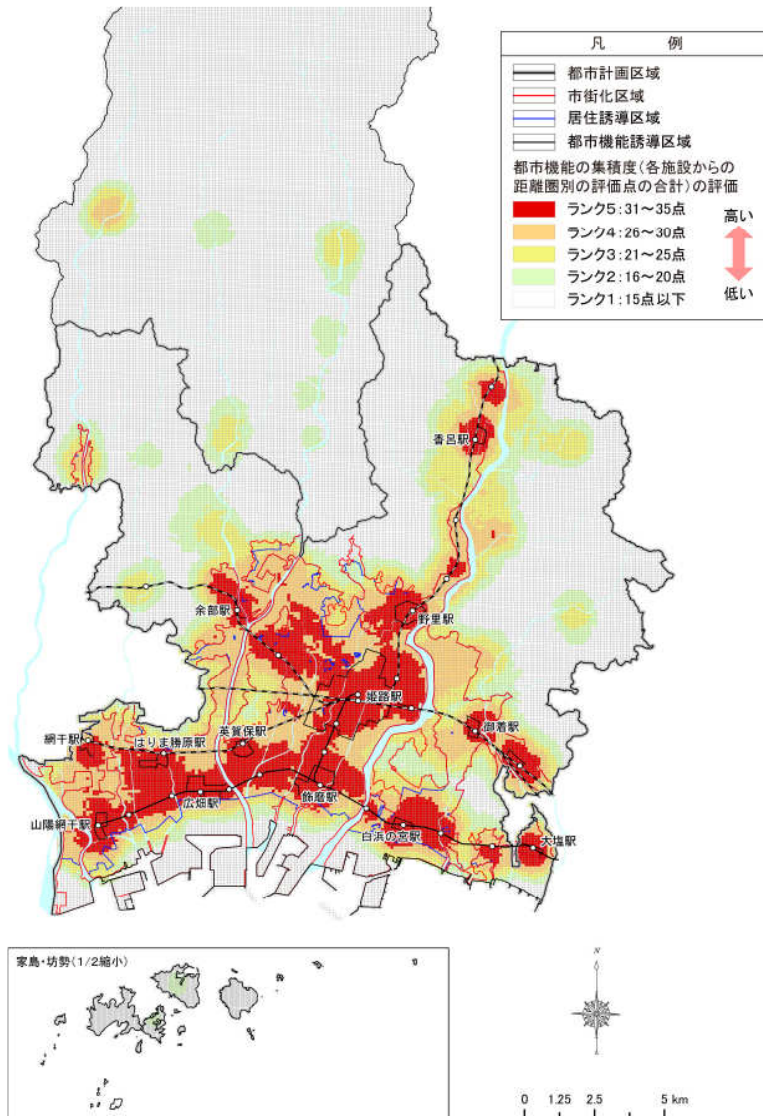 凡　例
都市計画区域
市街化区域
居住誘導区域
都市機能誘導区域
都市機能の集積度(各施設からの
距離圏別の評価点の合計)の評価
ランク5：31～35点
ランク4：26～30点
ランク3：21～25点
ランク2：16～20点
ランク1：15点以下
高い
低い
香呂駅
余部駅
野里駅
姫路駅
御着駅
英賀保駅
網干駅
はりま勝原駅
広畑駅
飾磨駅
山陽網干駅
白浜の宮駅
大塩駅
家島・坊勢(1/2縮小)
N
0 1.25 2.5 5 km